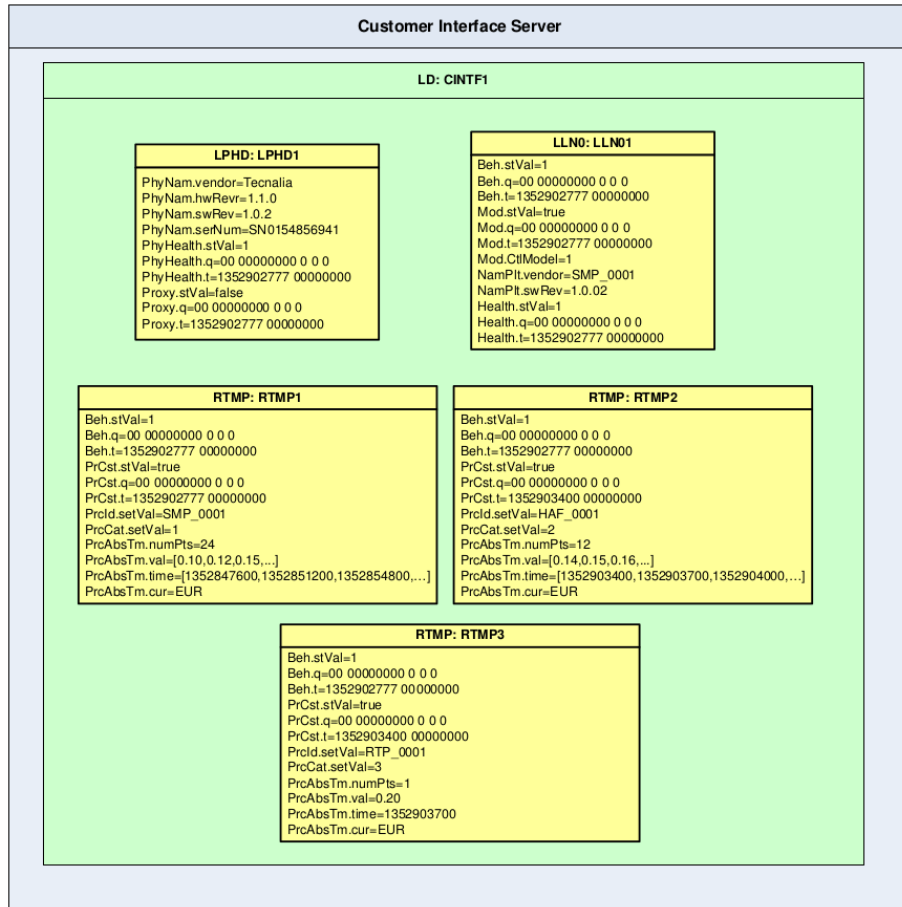 Customer Interface Server
LD: CINTF1
LPHD: LPHD1
PhyNam.vendor=Tecnalia
PhyNam.hwRevr=1.1.0
PhyNam.swRev=1.0.2
PhyNam.serNum=SN0154856941
PhyHealth.stVal=1
PhyHealth.q=00 00000000 0 0 0
PhyHealth.t=1352902777 00000000
Proxy.stVal=false
Proxy.q=00 00000000 0 0 0
Proxy.t=1352902777 00000000
LLN0: LLN01
Beh.stVal=1
Beh.q=00 00000000 0 0 0
Beh.t=1352902777 00000000
Mod.stVal=true
Mod.q=00 00000000 0 0 0
Mod.t=1352902777 00000000
Mod.CtlModel=1
NamPlt.vendor=SMP_0001
NamPlt.swRev=1.0.02
Health.stVal=1
Health.q=00 00000000 0 0 0
Health.t=1352902777 00000000
RTMP: RTMP1
Beh.stVal=1
Beh.q=00 00000000 0 0 0
Beh.t=1352902777 00000000
PrCst.stVal=true
PrCst.q=00 00000000 0 0 0
PrCst.t=1352902777 00000000
PrcId.setVal=SMP_0001
PrcCat.setVal=1
PrcAbsTm.numPts=24
PrcAbsTm.val=[0.10,0.12,0.15,...]
PrcAbsTm.time=[1352847600,1352851200,1352854800,...]
PrcAbsTm.cur=EUR
RTMP: RTMP2
Beh.stVal=1
Beh.q=00 00000000 0 0 0
Beh.t=1352902777 00000000
PrCst.stVal=true
PrCst.q=00 00000000 0 0 0
PrCst.t=1352903400 00000000
PrcId.setVal=HAF_0001
PrcCat.setVal=2
PrcAbsTm.numPts=12
PrcAbsTm.val=[0.14,0.15,0.16,...]
PrcAbsTm.time=[1352903400,1352903700,1352904000,...]
PrcAbsTm.cur=EUR
RTMP: RTMP3
Beh.stVal=1
Beh.q=00 00000000 0 0 0
Beh.t=1352902777 00000000
PrCst.stVal=true
PrCst.q=00 00000000 0 0 0
PrCst.t=1352903400 00000000
PrcId.setVal=RTP_0001
PrcCat.setVal=3
PrcAbsTm.numPts=1
PrcAbsTm.val=0.20
PrcAbsTm.time=1352903700
PrcAbsTm.cur=EUR